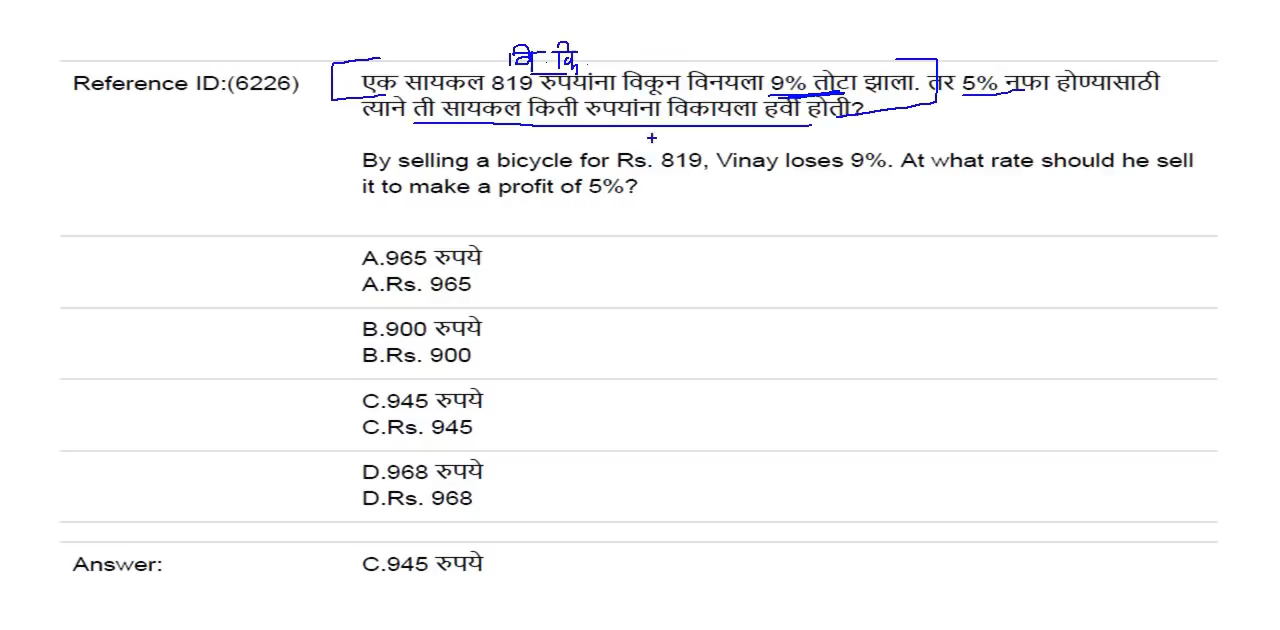 वि. कि.
Reference ID:(6226)
एक सायकल 819 रुपयांना विकून विनयला 9% तोटा झाला. तर 5% नफा होण्यासाठी
त्याने ती सायकल किती रुपयांना विकायला हवी होती?
By selling a bicycle for Rs. 819, Vinay loses 9%. At what rate should he sell
it to make a profit of 5%?
A.965 रुपये
A.Rs. 965
B.900 रुपये
B.Rs. 900
C.945 रुपये
C.Rs. 945
D.968 रुपये
D.Rs. 968
Answer:
C.945 रुपये